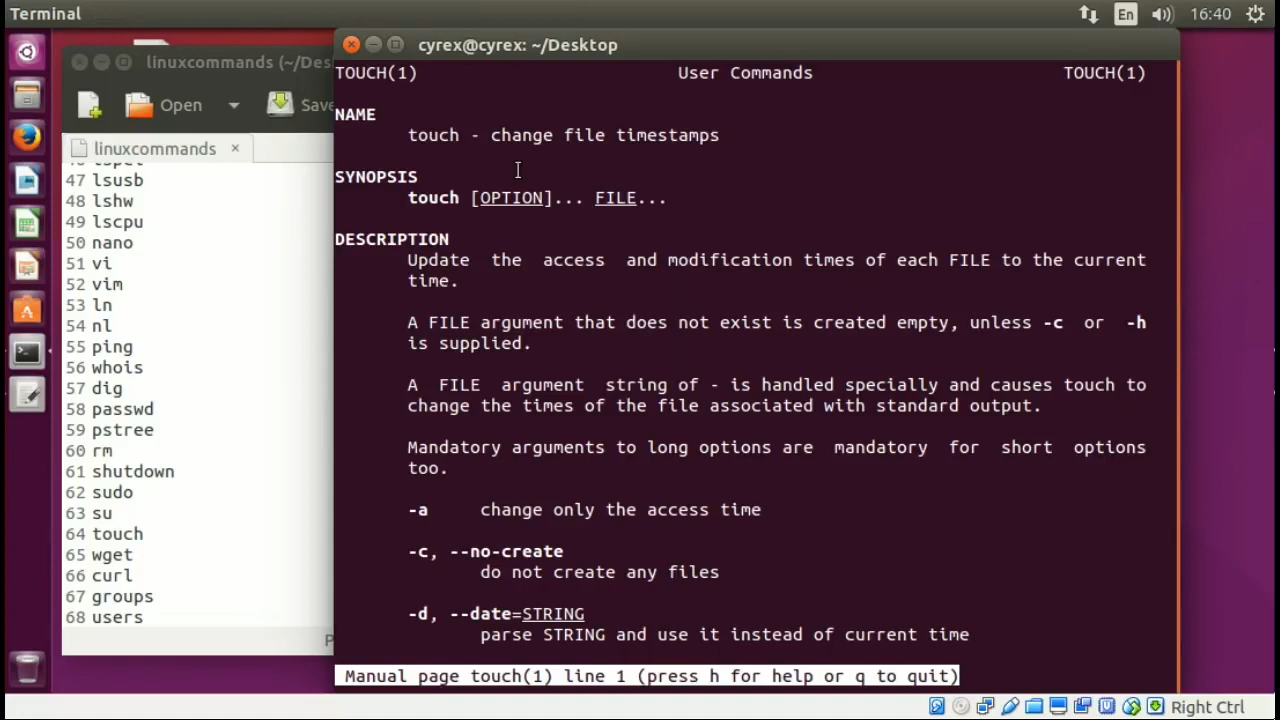 Terminal
En
16:40
linuxcommands (~/Des
Open
Save
linuxcommands ×
47 lsusb
48 lshw
49 lscpu
50 nano
51 vi
52 vim
53 ln
54 nl
55 ping
56 whois
57 dig
58 passwd
59 pstree
60 rm
61 shutdown
62 sudo
63 su
64 touch
65 wget
66 curl
67 groups
68 users
P
cyrex@cyrex: ~/Desktop
TOUCH(1) User Commands TOUCH(1)
NAME
touch - change file timestamps
SYNOPSIS
touch [OPTION]... FILE...
DESCRIPTION
Update the access and modification times of each FILE to the current
time.
A FILE argument that does not exist is created empty, unless -c or -h
is supplied.
A FILE argument string of - is handled specially and causes touch to
change the times of the file associated with standard output.
Mandatory arguments to long options are mandatory for short options
too.
-a change only the access time
-c, --no-create
do not create any files
-d, --date=STRING
parse STRING and use it instead of current time
Manual page touch(1) line 1 (press h for help or q to quit)
Right Ctrl